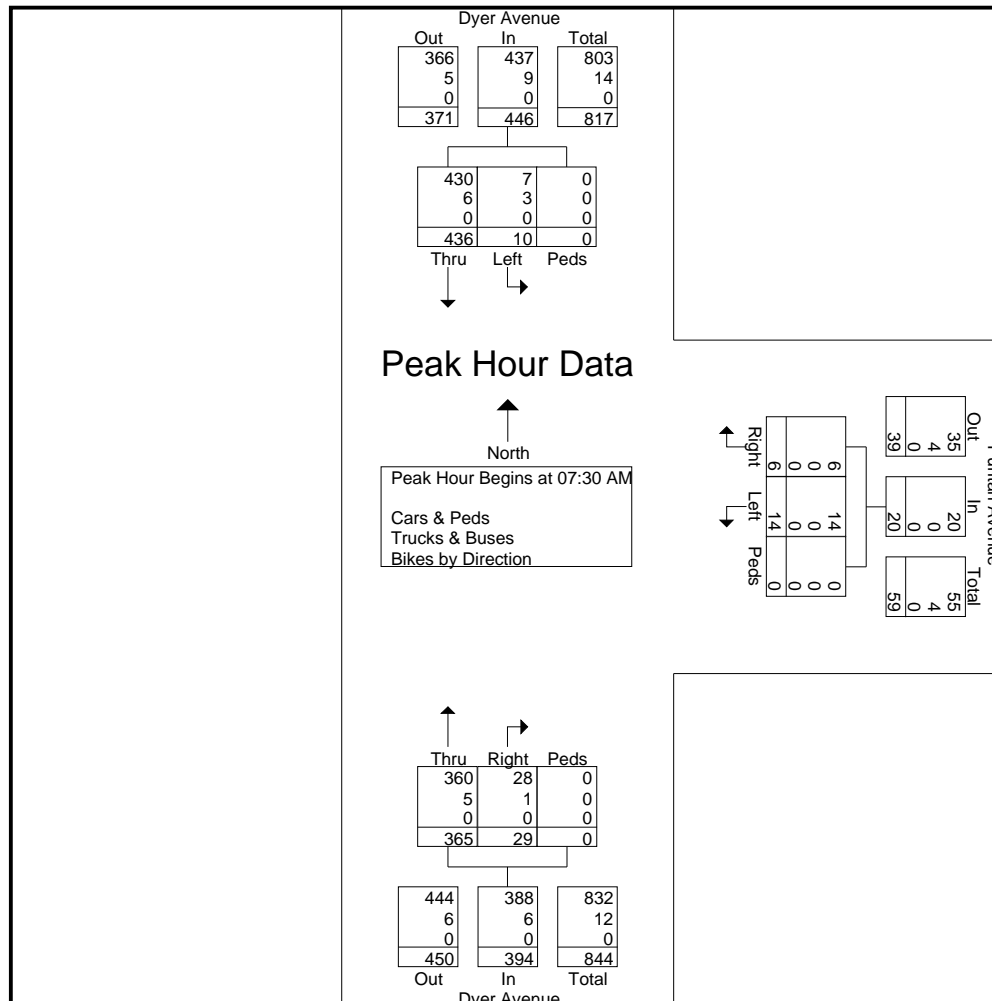 Dyer Avenue
Out In Total
366 437 803
5 9 14
0 0 0
371 446 817
430 7 0
6 3 0
0 0 0
436 10 0
Thru Left Peds
Peak Hour Data
North
Peak Hour Begins at 07:30 AM
Cars & Peds
Trucks & Buses
Bikes by Direction
Avenue
Out In Total
35 20 55
4 0 4
0 0 0
39 20 59
6 14 0
0 0 0
0 0 0
6 14 0
Right Left Peds
Thru Right Peds
360 28 0
5 1 0
0 0 0
365 29 0
444 388 832
6 6 12
0 0 0
450 394 844
Out In Total
Dyer Avenue